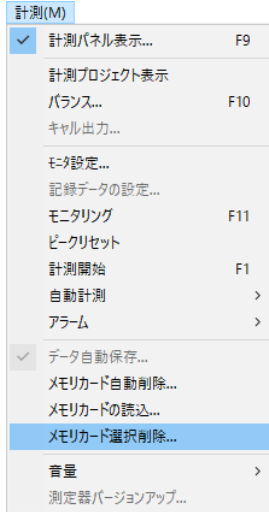 計測(M)
計測パネル表示... F9
計測プロジェクト表示
バランス... F10
キャル出力...
ﾓﾆﾀ設定...
記録データの設定...
モニタリング F11
ピークリセット
計測開始 F1
自動計測
アラーム
データ自動保存...
メモリカード自動削除...
メモリカードの読込...
メモリカード選択削除...
音量
測定器バージョンアップ...